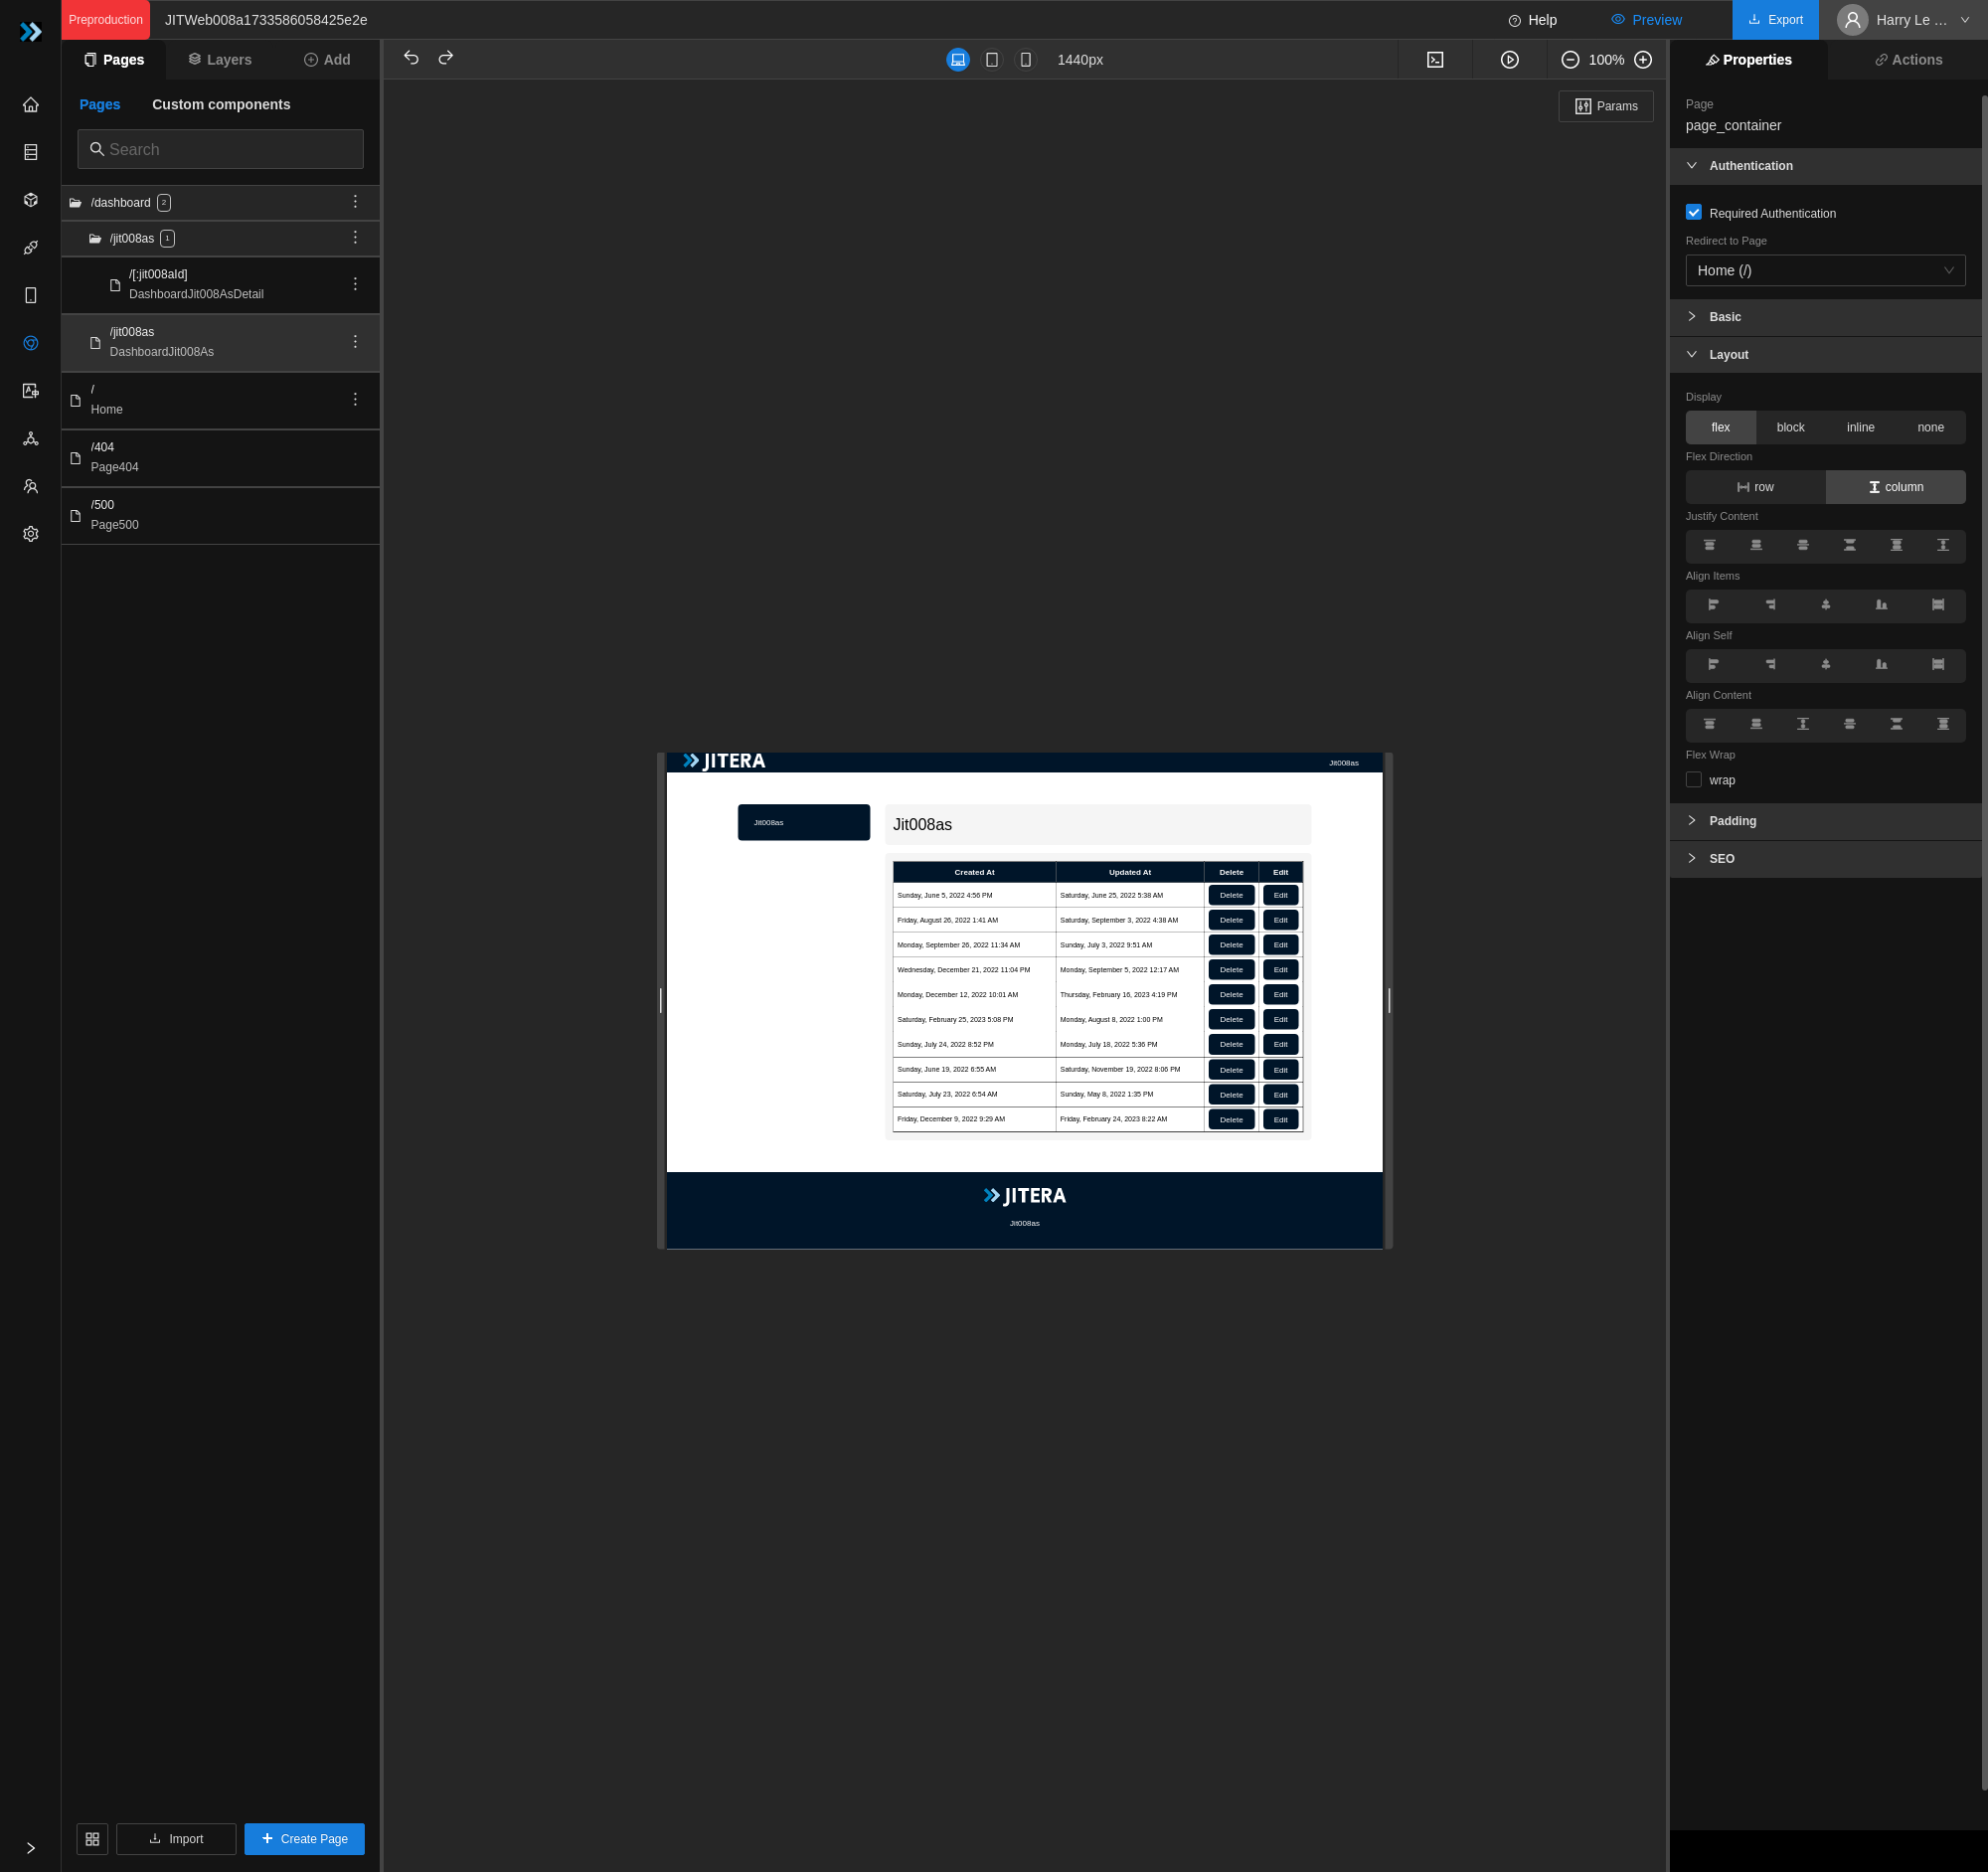 Preproduction
JITWeb008a1733586058425e2e
Help
Preview
Export
Harry Le ...
Pages
Layers
Add
1440px
100%
Properties
Actions
Pages
Custom components
Search
/dashboard 2
/jit008as 1
/[:jit008aId]
DashboardJit008AsDetail
/jit008as
DashboardJit008As
/
Home
/404
Page404
/500
Page500
Import
Create Page
Params
JITERA
Jit008as
Jit008as
Jit008as
Created At Updated At Delete Edit
Sunday, June 5, 2022 4:56 PM Saturday, June 25, 2022 5:38 AM Delete Edit
Friday, August 26, 2022 1:41 AM Saturday, September 3, 2022 4:38 AM Delete Edit
Monday, September 26, 2022 11:34 AM Sunday, July 3, 2022 9:51 AM Delete Edit
Wednesday, December 21, 2022 11:04 PM Monday, September 5, 2022 12:17 AM Delete Edit
Monday, December 12, 2022 10:01 AM Thursday, February 16, 2023 4:19 PM Delete Edit
Saturday, February 25, 2023 5:08 PM Monday, August 8, 2022 1:00 PM Delete Edit
Sunday, July 24, 2022 8:52 PM Monday, July 18, 2022 5:36 PM Delete Edit
Sunday, June 19, 2022 6:55 AM Saturday, November 19, 2022 8:06 PM Delete Edit
Saturday, July 23, 2022 6:54 AM Sunday, May 8, 2022 1:35 PM Delete Edit
Friday, December 9, 2022 9:29 AM Friday, February 24, 2023 8:22 AM Delete Edit
JITERA
Jit008as
Page
page_container
Authentication
Required Authentication
Redirect to Page
Home (/)
Basic
Layout
Display
flex block inline none
Flex Direction
row column
Justify Content
Align Items
Align Self
Align Content
Flex Wrap
wrap
Padding
SEO